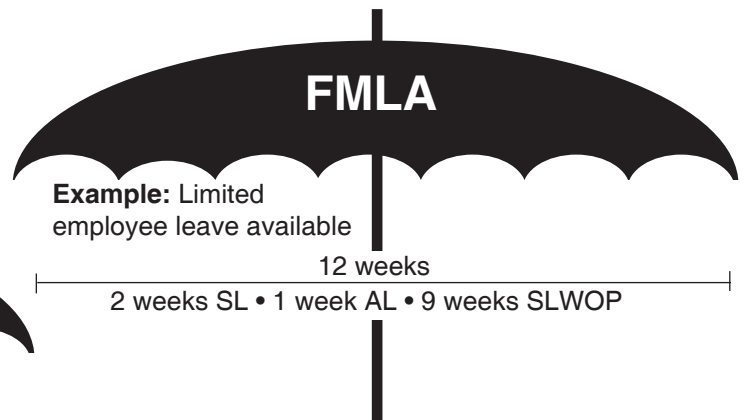 FMLA
Example: Limited
employee leave available
12 weeks
2 weeks SL • 1 week AL • 9 weeks SLWOP